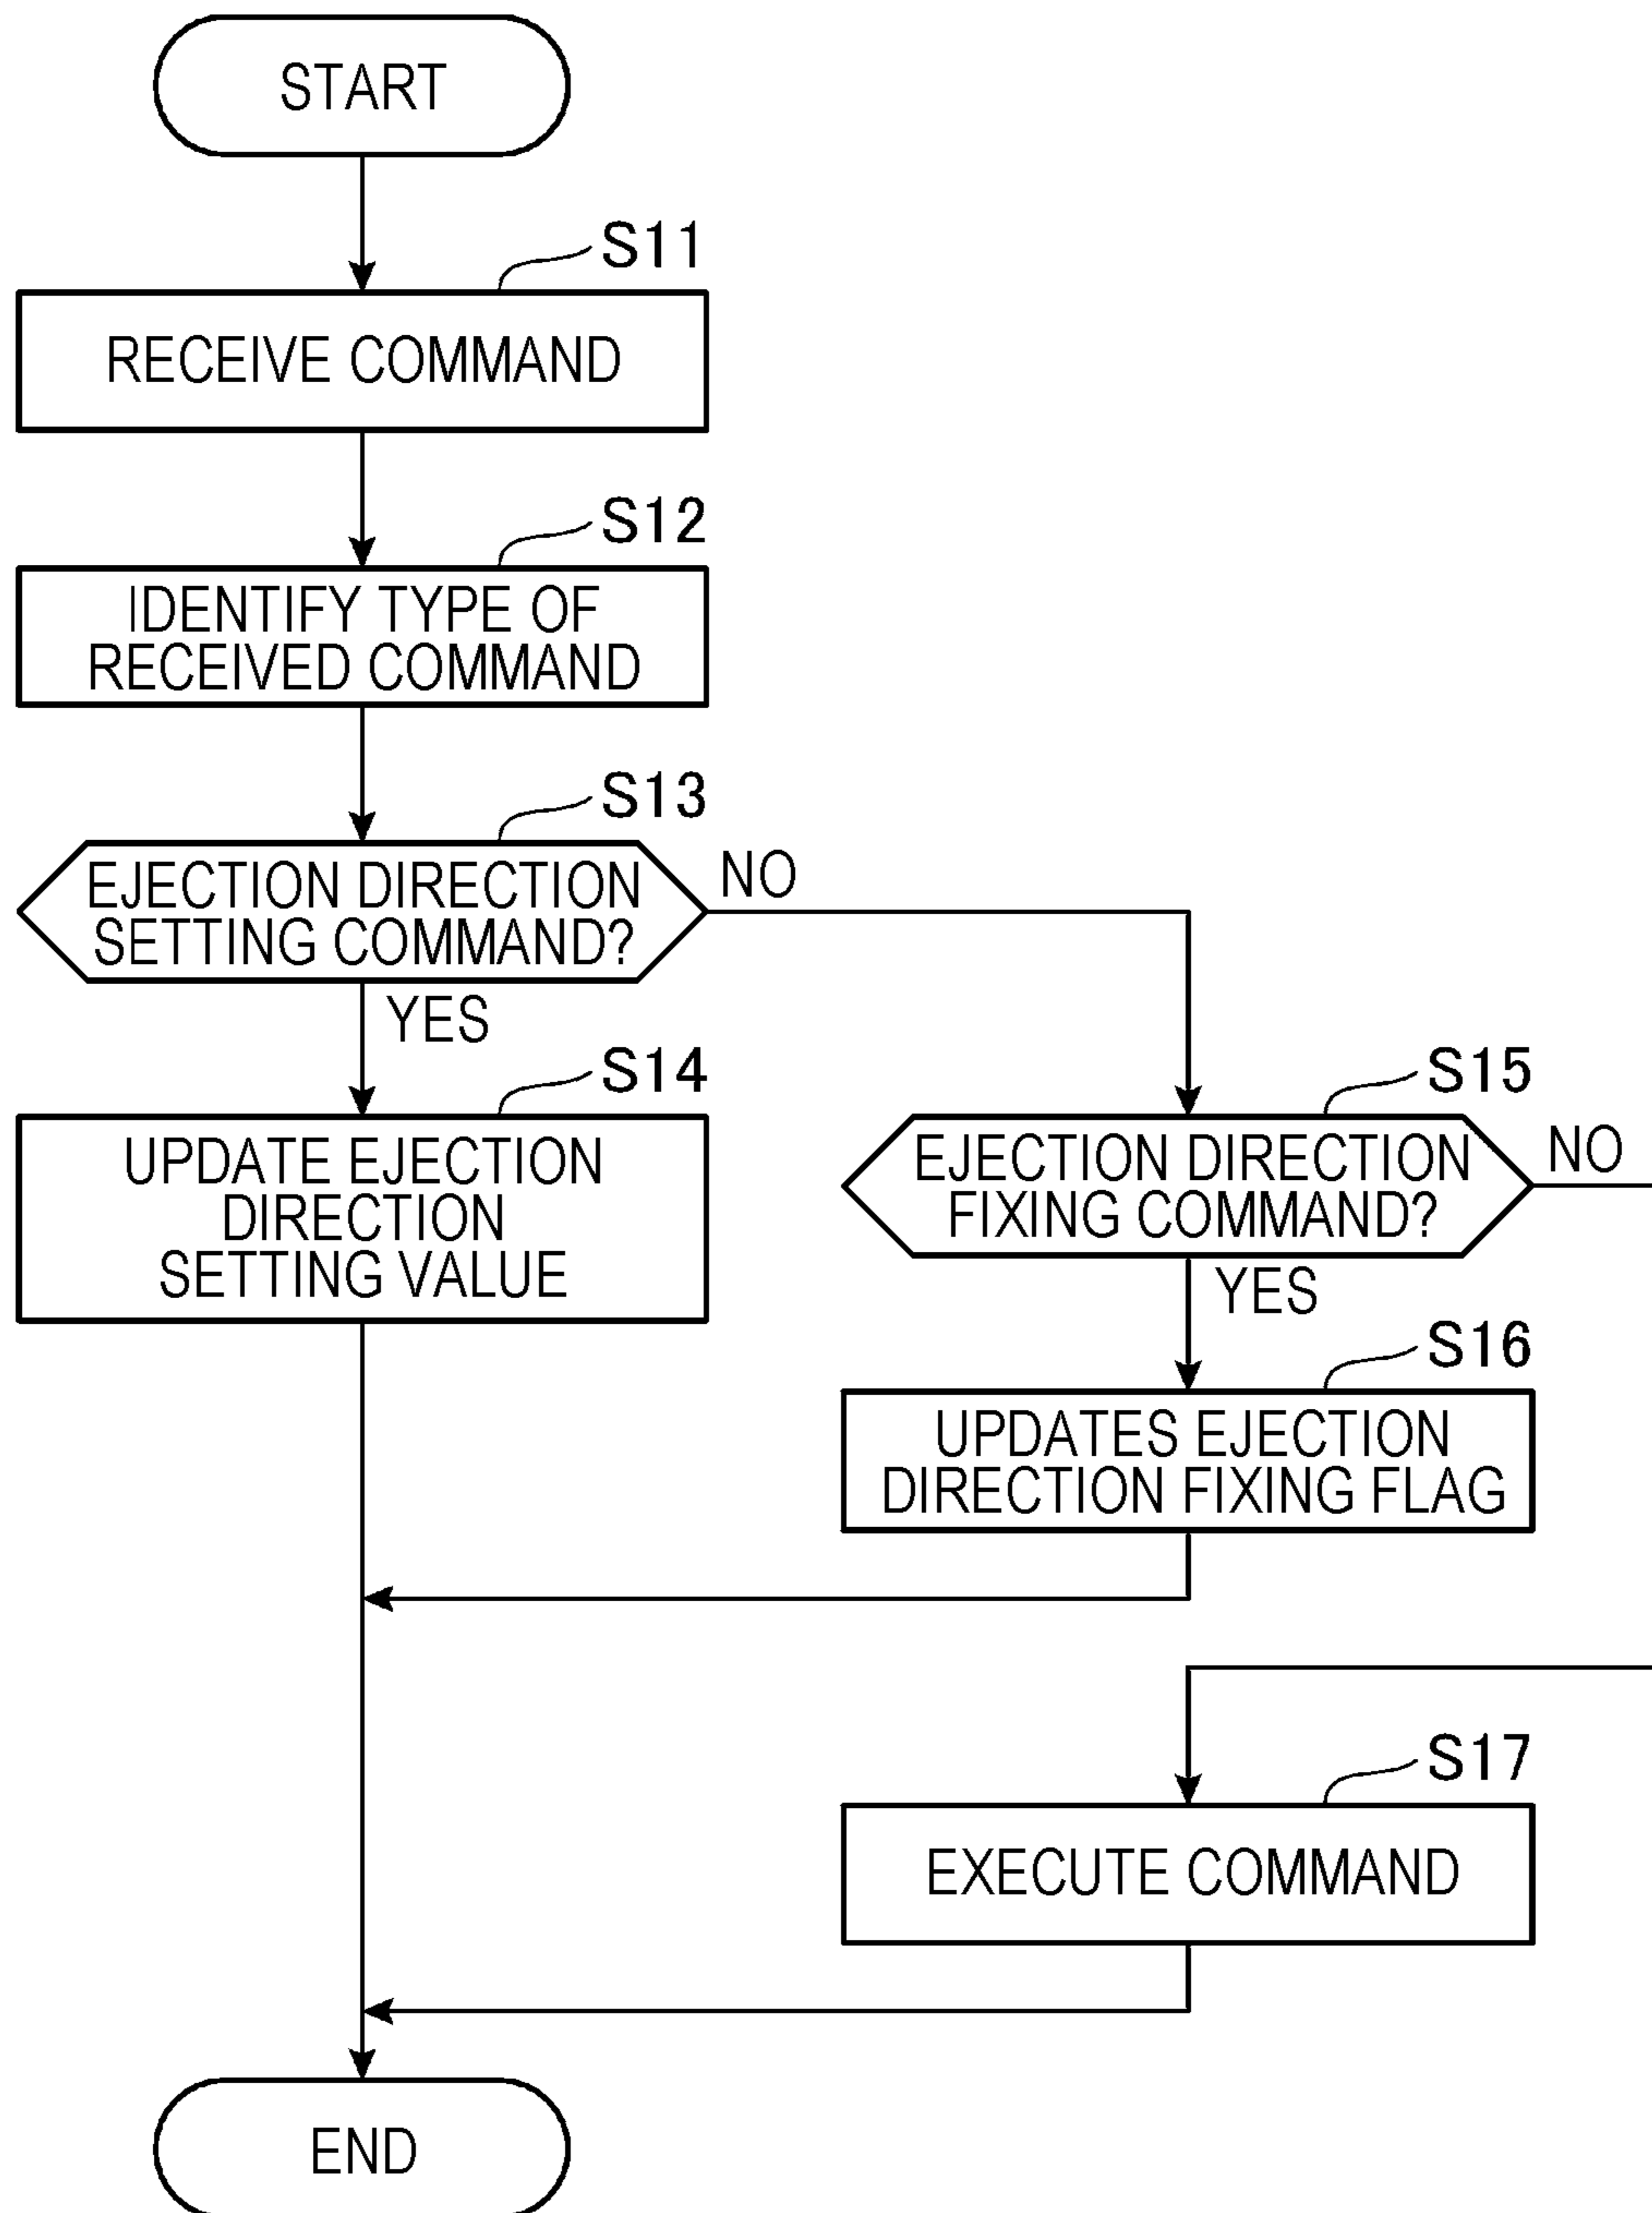 START
S11
RECEIVE COMMAND
S12
IDENTIFY TYPE OF
RECEIVED COMMAND
S13
EJECTION DIRECTION
SETTING COMMAND?
NO
YES
S14
UPDATE EJECTION
DIRECTION
SETTING VALUE
S15
EJECTION DIRECTION
FIXING COMMAND?
NO
YES
S16
UPDATES EJECTION
DIRECTION FIXING FLAG
S17
EXECUTE COMMAND
END